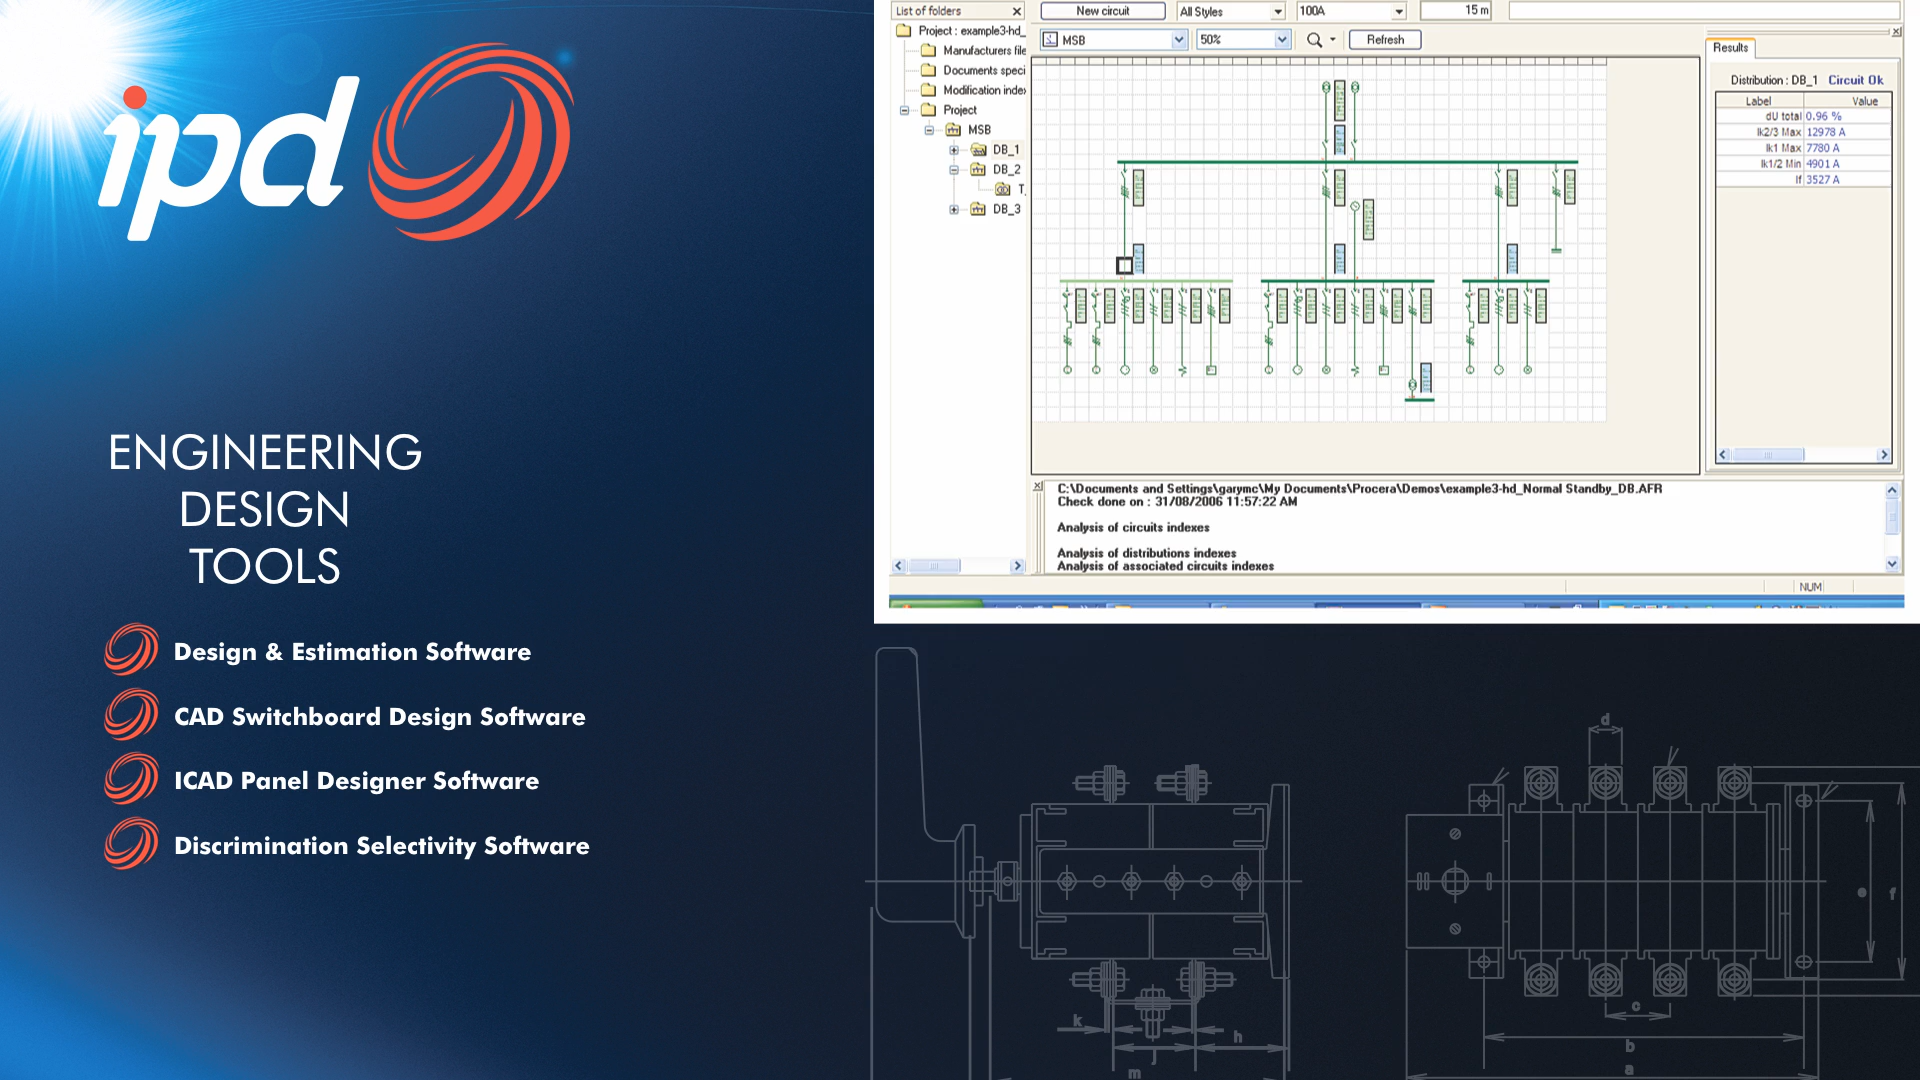 ipd
ENGINEERING
DESIGN
TOOLS
Design & Estimation Software
CAD Switchboard Design Software
ICAD Panel Designer Software
Discrimination Selectivity Software
List of folders
New circuit
All Styles
100A
15 m
Project : example3-hd_
Manufacturers file
Documents speci
Modification index
Project
MSB
DB_1
DB_2
T_
DB_3
MSB
50%
Refresh
Results
Distribution : DB_1 Circuit Ok
Label Value
dU total 0.96 %
Ik2/3 Max 12978 A
Ik1 Max 7780 A
Ik1/2 Min 4901 A
If 3527 A
C:\Documents and Settings\garymc\My Documents\Procera\Demos\example3-hd_Normal Standby_DB.AFR
Check done on : 31/08/2006 11:57:22 AM
Analysis of circuits indexes
Analysis of distributions indexes
Analysis of associated circuits indexes
NUM
d
e
f
c
b
a
k
h
j
m